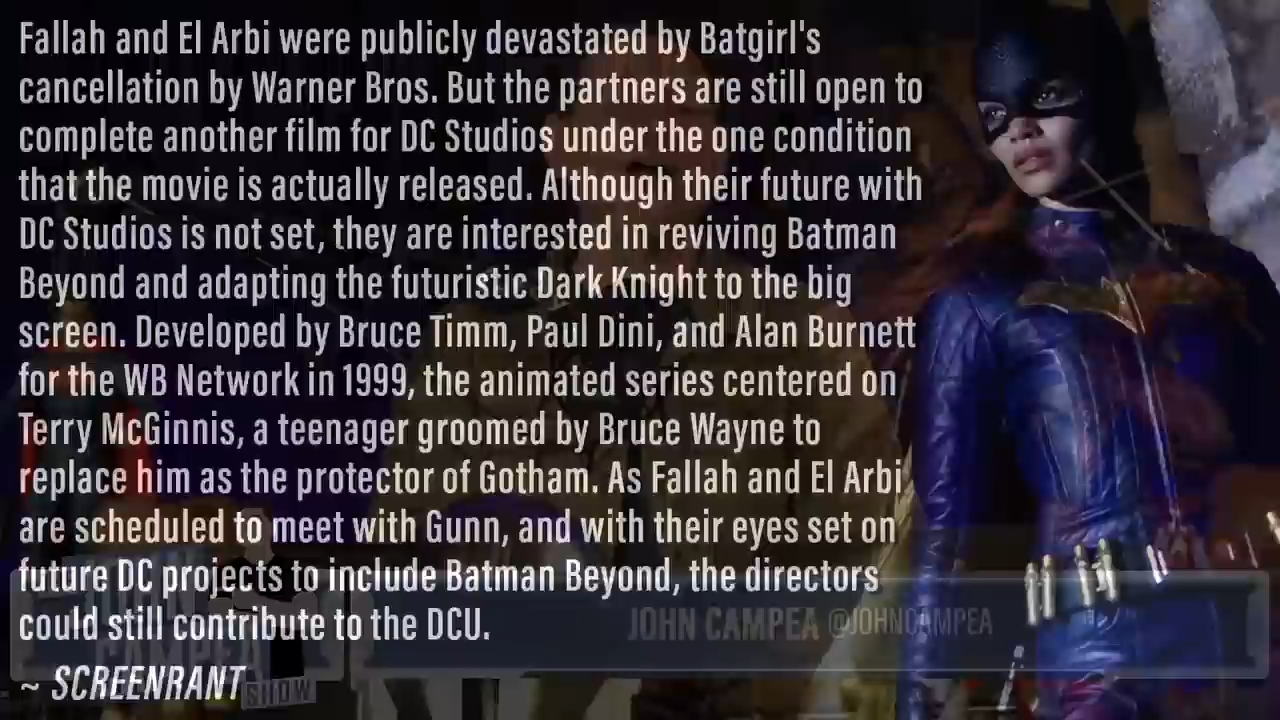 Fallah and El Arbi were publicly devastated by Batgirl's
cancellation by Warner Bros. But the partners are still open to
complete another film for DC Studios under the one condition
that the movie is actually released. Although their future with
DC Studios is not set, they are interested in reviving Batman
Beyond and adapting the futuristic Dark Knight to the big
screen. Developed by Bruce Timm, Paul Dini, and Alan Burnett
for the WB Network in 1999, the animated series centered on
Terry McGinnis, a teenager groomed by Bruce Wayne to
replace him as the protector of Gotham. As Fallah and El Arbi
are scheduled to meet with Gunn, and with their eyes set on
future DC projects to include Batman Beyond, the directors
could still contribute to the DCU.
~ SCREENRANT
JOHN CAMPEA @JOHNCAMPEA
JOHN
CAMPEA
SHOW